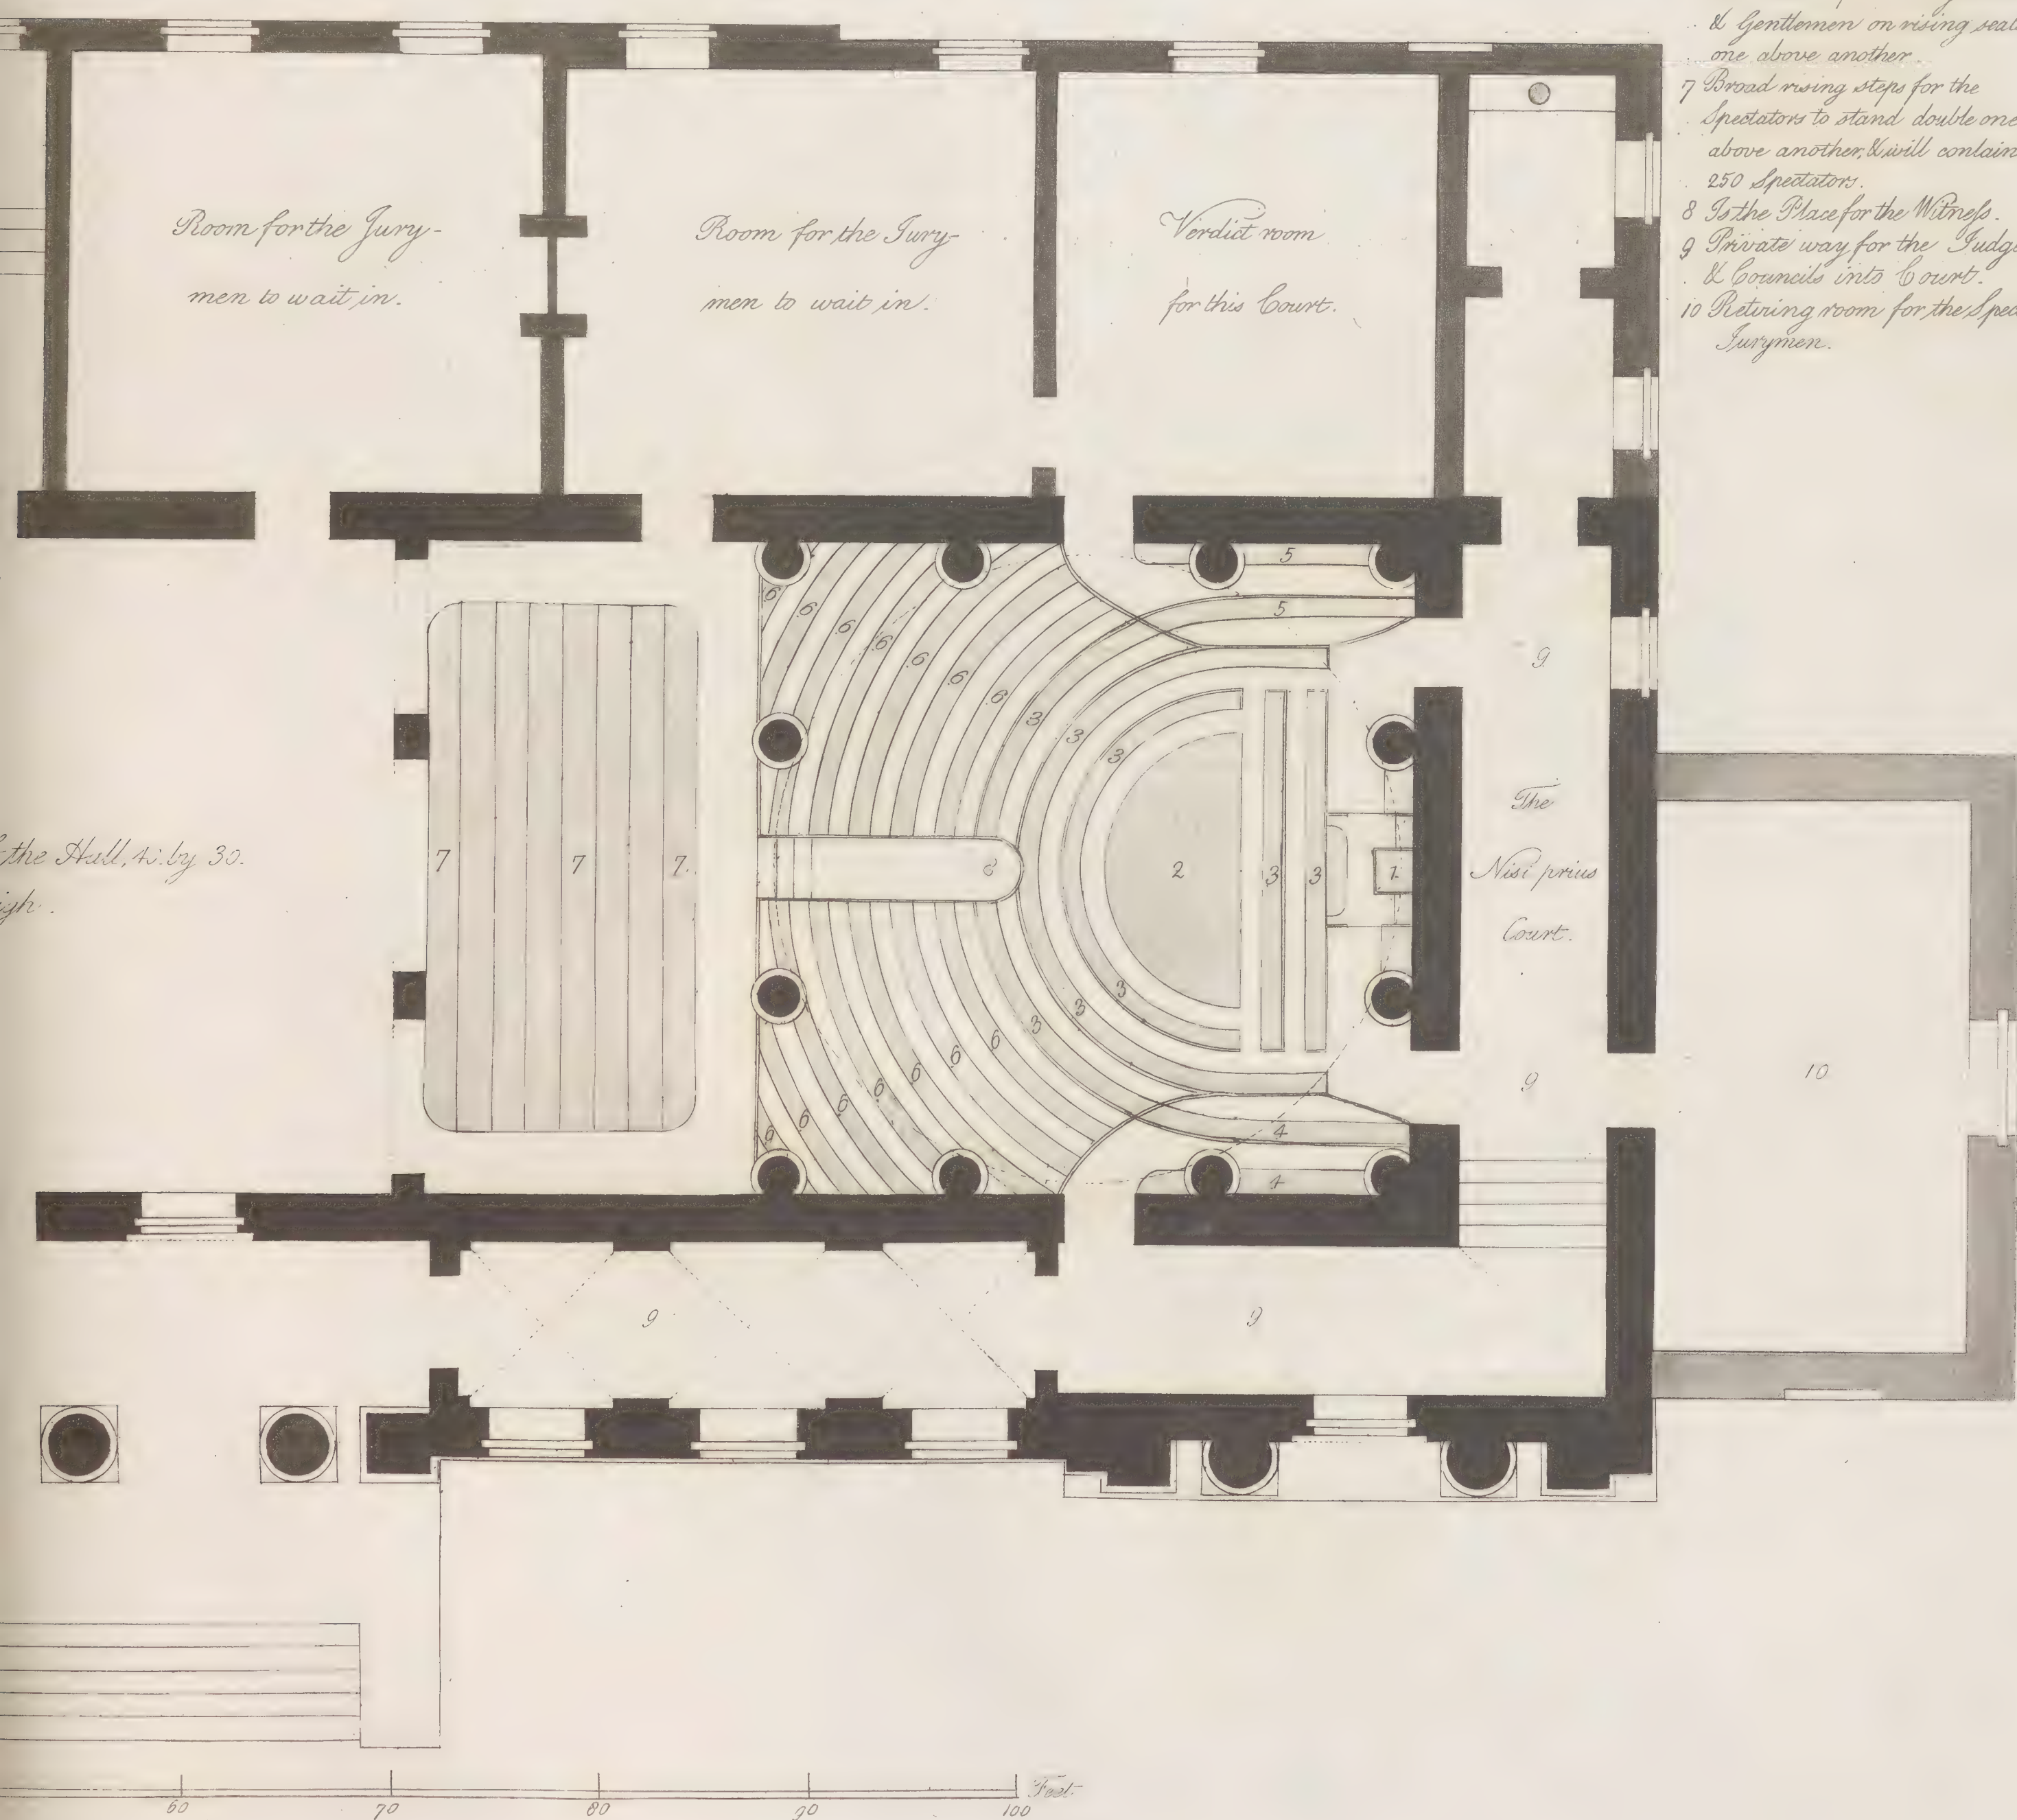 & Gentlemen on rising seat
one above another.
7 Broad rising steps for the
Spectators to stand double one
above another, & will contain
250 Spectators.
8 Is the Place for the Witness.
9 Private way for the Judg
& Councils into Court.
10 Retiring room for the Spec
Jurymen.
Room for the Jury-
men to wait in.
Room for the Jury-
men to wait in.
Verdict room
for this Court.
5
5
6
6
6
6
6
6
6
3
3
3
9
the Hall, 45 by 30.
igh.
7
7
7.
8
2
3
3
1
The
Nisi prius
Court.
6
6
6
6
6
6
6
3
3
3
4
4
9
10
9
9
60
70
80
90
100
Feet